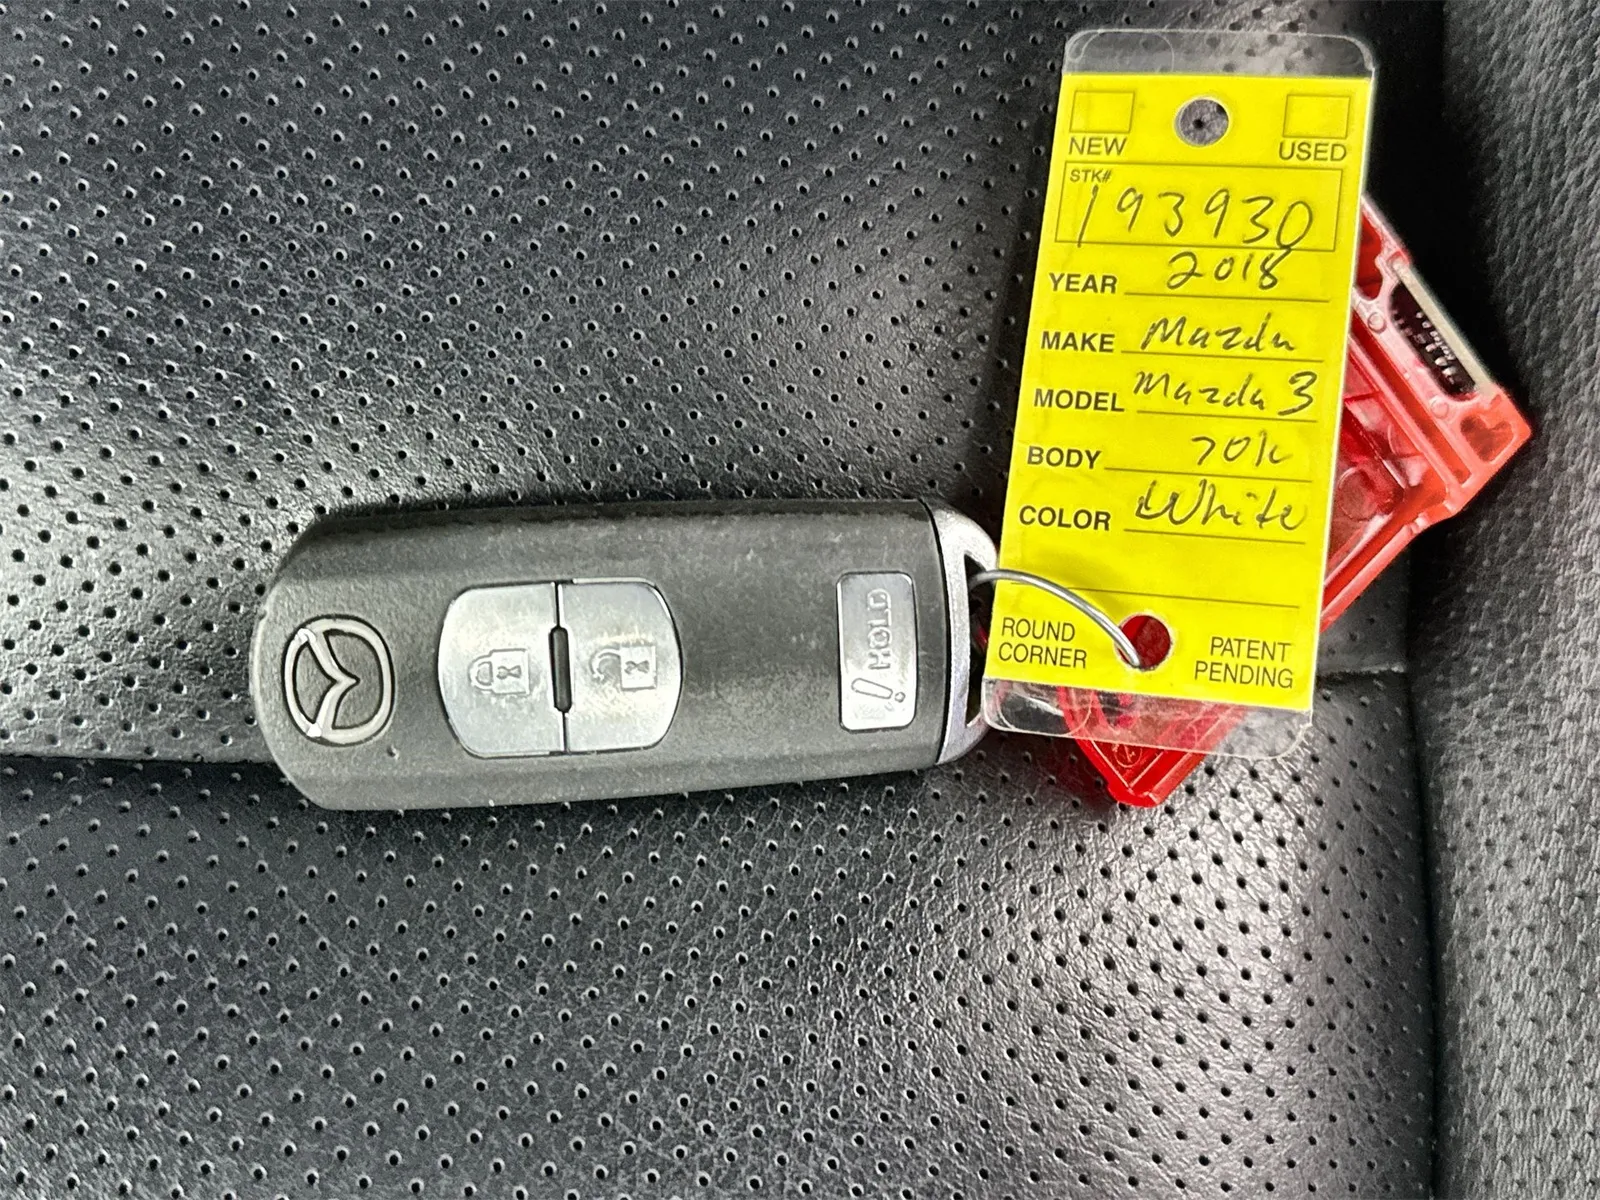 NEW USED
STK#
193930
YEAR 2018
MAKE Mazda
MODEL Mazda 3
BODY 70k
COLOR White
ROUND CORNER
PATENT PENDING
HOLD